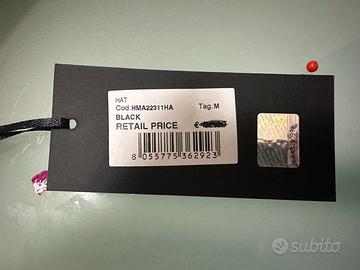 HAT
Cod.HMA22311HA Tag.M
BLACK
RETAIL PRICE
8 055775 362923
subito